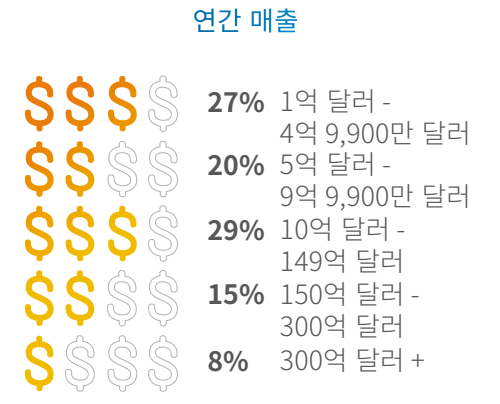 연간 매출
27% 1억 달러 -
4억 9,900만 달러
20% 5억 달러 -
9억 9,900만 달러
29% 10억 달러 -
149억 달러
15% 150억 달러 -
300억 달러
8% 300억 달러 +